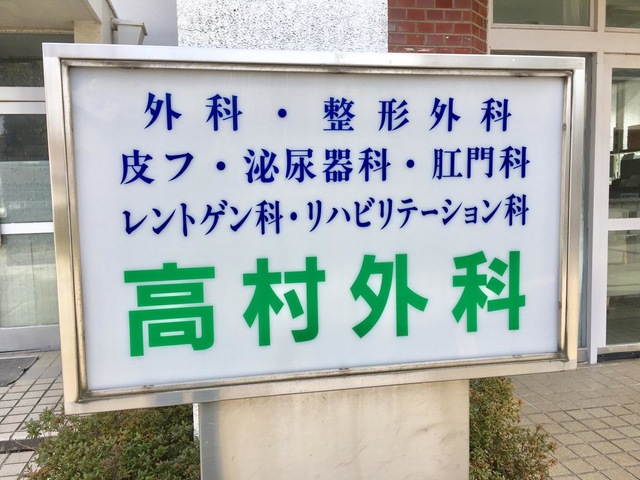 外科・整形外科
皮フ・泌尿器科・肛門科
レントゲン科・リハビリテーション科
高村外科